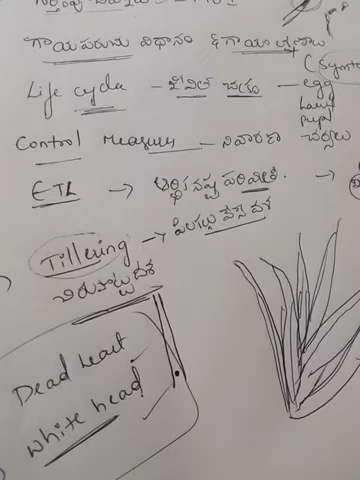 గాయపరుచు విధానం & గాయం లక్షణాలు
Life cycle - జీవిత చక్రం - egg
Larva
pupa
Control Measures - నివారణా చర్యలు
ETL → ఆర్థిక నష్ట పరిమితి. →
Tillering → పిలకలు వేసే దశ
చిరుపొట్ట దశ
Dead heart
White head